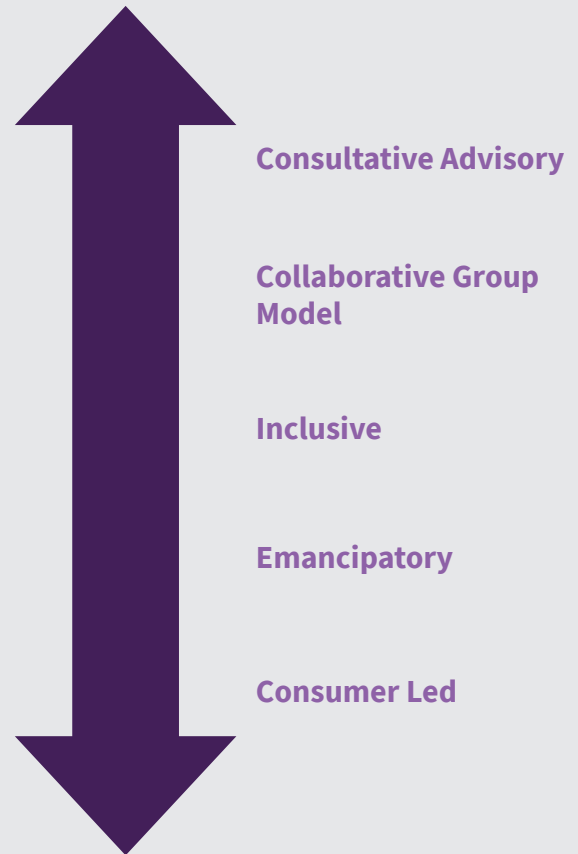 Consultative Advisory
Collaborative Group
Model
Inclusive
Emancipatory
Consumer Led